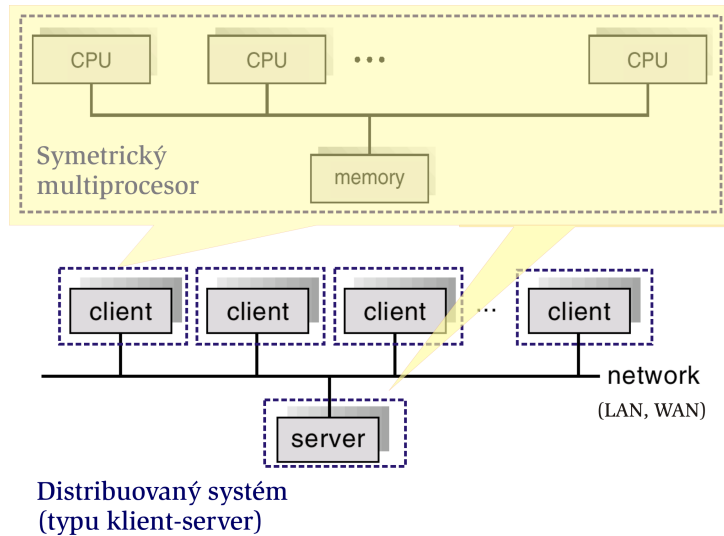 CPU CPU ••• CPU
Symetrický
multiprocesor
memory
client client client ... client
network
(LAN, WAN)
server
Distribuovaný systém
(typu klient-server)